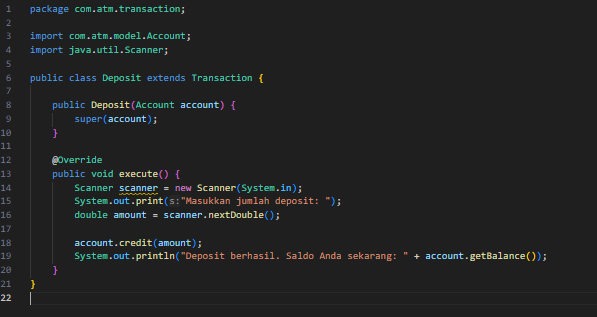 1 package com.atm.transaction;
2
3 import com.atm.model.Account;
4 import java.util.Scanner;
5
6 public class Deposit extends Transaction {
7
8 public Deposit(Account account) {
9 super(account);
10 }
11
12 @Override
13 public void execute() {
14 Scanner scanner = new Scanner(System.in);
15 System.out.print(s:"Masukkan jumlah deposit: ");
16 double amount = scanner.nextDouble();
17
18 account.credit(amount);
19 System.out.println("Deposit berhasil. Saldo Anda sekarang: " + account.getBalance());
20 }
21 }
22